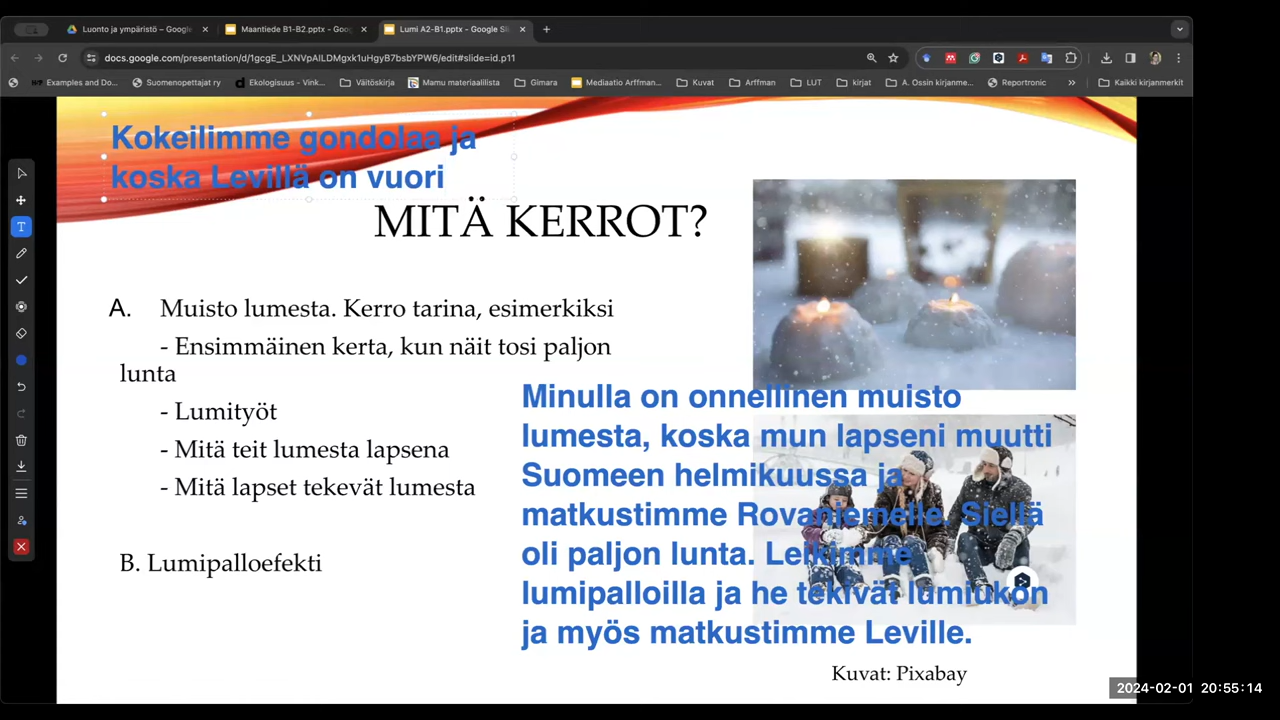 Luonto ja ympäristö – Google
Maantiede B1-B2.pptx - Goog
Lumi A2-B1.pptx - Google Sl
docs.google.com/presentation/d/1gcgE_LXNVpAILDMgxk1uHgyB7bsbYPW6/edit#slide=id.p11
Examples and Do...
Suomenopettajat ry
Ekologisuus - Vink...
Väitöskirja
Mamu materiaalilista
Gimara
Mediaatio Arffman...
Kuvat
Arffman
LUT
kirjat
A. Ossin kirjanme...
Reportronic
Kaikki kirjanmerkit
Kokeilimme gondolaa ja
koska Levillä on vuori
MITÄ KERROT?
A. Muisto lumesta. Kerro tarina, esimerkiksi
- Ensimmäinen kerta, kun näit tosi paljon
lunta
- Lumityöt
- Mitä teit lumesta lapsena
- Mitä lapset tekevät lumesta
B. Lumipalloefekti
Minulla on onnellinen muisto
lumesta, koska mun lapseni muutti
Suomeen helmikuussa ja
matkustimme Rovaniemelle. Siellä
oli paljon lunta. Leikimme
lumipalloilla ja he tekivät lumiukon
ja myös matkustimme Leville.
Kuvat: Pixabay
2024-02-01 20:55:14